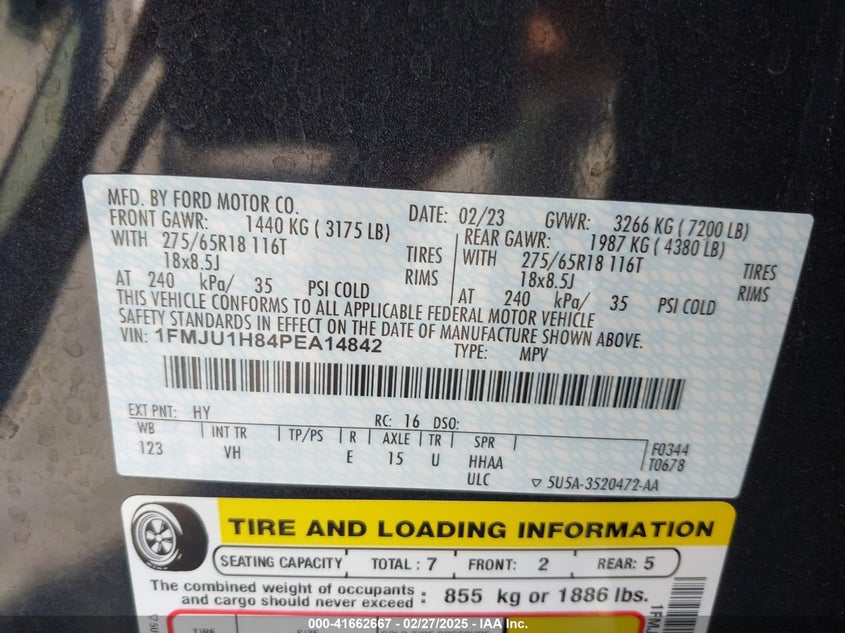 MFD. BY FORD MOTOR CO. DATE: 02/23 GVWR: 3266 KG ( 7200 LB)
FRONT GAWR: 1440 KG ( 3175 LB) REAR GAWR: 1987 KG ( 4380 LB)
WITH 275/65R18 116T TIRES WITH 275/65R18 116T TIRES
18x8.5J RIMS 18x8.5J RIMS
AT 240 kPa/ 35 PSI COLD AT 240 kPa/ 35 PSI COLD
THIS VEHICLE CONFORMS TO ALL APPLICABLE FEDERAL MOTOR VEHICLE
SAFETY STANDARDS IN EFFECT ON THE DATE OF MANUFACTURE SHOWN ABOVE.
VIN: 1FMJU1H84PEA14842 TYPE: MPV
EXT PNT: HY RC: 16 DSO:
WB INT TR TP/PS R AXLE TR SPR F0344
123 VH E 15 U HHAA T0678
ULC ▽ 5U5A-3520472-AA
TIRE AND LOADING INFORMATION
SEATING CAPACITY TOTAL : 7 FRONT: 2 REAR: 5
The combined weight of occupants
and cargo should never exceed : 855 kg or 1886 lbs.
000-41662667 - 02/27/2025 - IAA Inc.